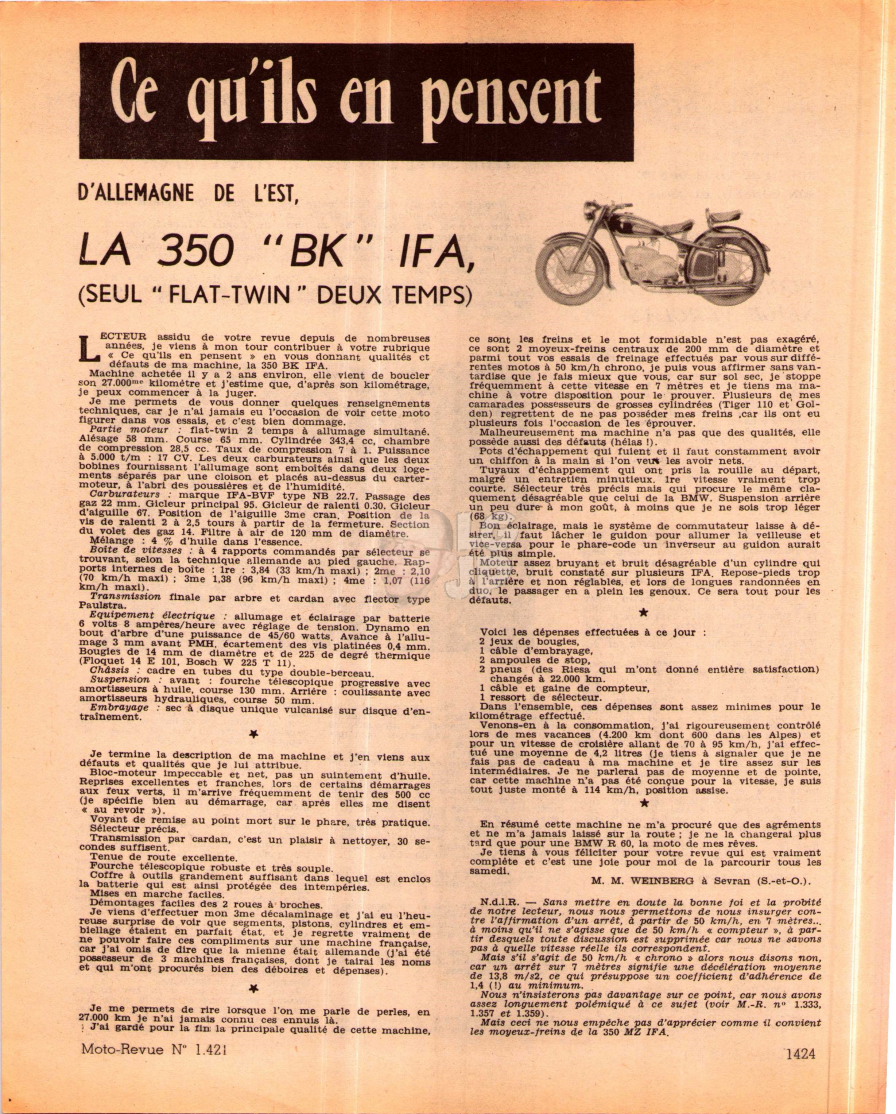 Ce qu'ils en pensent
D'ALLEMAGNE DE L'EST,
LA 350 "BK" IFA,
(SEUL " FLAT-TWIN " DEUX TEMPS)
LECTEUR assidu de votre revue depuis de nombreuses
années, je viens à mon tour contribuer à votre rubrique
« Ce qu'ils en pensent » en vous donnant qualités et
défauts de ma machine, la 350 BK IFA.
Machine achetée il y a 2 ans environ, elle vient de boucler
son 27.000me kilomètre et j'estime que, d'après son kilométrage,
je peux commencer à la juger.
Je me permets de vous donner quelques renseignements
techniques, car je n'ai jamais eu l'occasion de voir cette moto
figurer dans vos essais, et c'est bien dommage.
Partie moteur : flat-twin 2 temps à allumage simultané.
Alésage 58 mm. Course 65 mm. Cylindrée 343,4 cc, chambre
de compression 28,5 cc. Taux de compression 7 à 1. Puissance
à 5.000 t/m : 17 CV. Les deux carburateurs ainsi que les deux
bobines fournissant l'allumage sont emboîtés dans deux loge-
ments séparés par une cloison et placés au-dessus du carter-
moteur, à l'abri des poussières et de l'humidité.
Carburateurs : marque IFA-BVF type NB 22.7. Passage des
gaz 22 mm. Gicleur principal 95. Gicleur de ralenti 0.30. Gicleur
d'aiguille 67. Position de l'aiguille 3me cran, Position de la
vis de ralenti 2 à 2,5 tours à partir de la fermeture. Section
du volet des gaz 14. Filtre à air de 120 mm de diamètre.
Mélange : 4 % d'huile dans l'essence.
Boîte de vitesses : à 4 rapports commandés par sélecteur se
trouvant, selon la technique allemande au pied gauche. Rap-
ports internes de boîte : 1re : 3,84 (33 km/h maxi) ; 2me : 2,10
(70 km/h maxi) ; 3me 1,38 (96 km/h maxi) ; 4me : 1,07 (116
km/h maxi).
Transmission finale par arbre et cardan avec flector type
Paulstra.
Equipement électrique : allumage et éclairage par batterie
6 volts 8 ampères/heure avec réglage de tension. Dynamo en
bout d'arbre d'une puissance de 45/60 watts. Avance à l'allu-
mage 3 mm avant PMH, écartement des vis platinées 0,4 mm.
Bougies de 14 mm de diamètre et de 225 de degré thermique
(Floquet 14 E 101, Bosch W 225 T 11).
Châssis : cadre en tubes du type double-berceau.
Suspension : avant : fourche télescopique progressive avec
amortisseurs à huile, course 130 mm. Arrière : coulissante avec
amortisseurs hydrauliques, course 50 mm.
Embrayage : sec à disque unique vulcanisé sur disque d'en-
traînement.
★
Je termine la description de ma machine et j'en viens aux
défauts et qualités que je lui attribue.
Bloc-moteur impeccable et net, pas un suintement d'huile.
Reprises excellentes et franches, lors de certains démarrages
aux feux verts, il m'arrive fréquemment de tenir des 500 cc
(je spécifie bien au démarrage, car après elles me disent
« au revoir »).
Voyant de remise au point mort sur le phare, très pratique.
Sélecteur précis.
Transmission par cardan, c'est un plaisir à nettoyer, 30 se-
condes suffisent.
Tenue de route excellente.
Fourche télescopique robuste et très souple.
Coffre à outils grandement suffisant dans lequel est enclos
la batterie qui est ainsi protégée des intempéries.
Mises en marche faciles.
Démontages faciles des 2 roues à broches.
Je viens d'effectuer mon 3me décalaminage et j'ai eu l'heu-
reuse surprise de voir que segments, pistons, cylindres et em-
biellage étaient en parfait état, et je regrette vraiment de
ne pouvoir faire ces compliments sur une machine française,
car j'ai omis de dire que la mienne était allemande (j'ai été
possesseur de 3 machines françaises, dont je tairai les noms
et qui m'ont procurés bien des déboires et dépenses).
★
Je me permets de rire lorsque l'on me parle de perles, en
27.000 km je n'ai jamais connu ces ennuis là.
J'ai gardé pour la fin la principale qualité de cette machine,
ce sont les freins et le mot formidable n'est pas exagéré,
ce sont 2 moyeux-freins centraux de 200 mm de diamètre et
parmi tout vos essais de freinage effectués par vous sur diffé-
rentes motos à 50 km/h chrono, je puis vous affirmer sans van-
tardise que je fais mieux que vous, car sur sol sec, je stoppe
fréquemment à cette vitesse en 7 mètres et je tiens ma ma-
chine à votre disposition pour le prouver. Plusieurs de mes
camarades possesseurs de grosses cylindrées (Tiger 110 et Gol-
den) regrettent de ne pas posséder mes freins ,car ils ont eu
plusieurs fois l'occasion de les éprouver.
Malheureusement ma machine n'a pas que des qualités, elle
possède aussi des défauts (hélas !).
Pots d'échappement qui fuient et il faut constamment avoir
un chiffon à la main si l'on veut les avoir nets.
Tuyaux d'échappement qui ont pris la rouille au départ,
malgré un entretien minutieux. 1re vitesse vraiment trop
courte. Sélecteur très précis mais qui procure le même cla-
quement désagréable que celui de la BMW. Suspension arrière
un peu dure à mon goût, à moins que je ne sois trop léger
(68 kg).
Bon éclairage, mais le système de commutateur laisse à dé-
sirer, il faut lâcher le guidon pour allumer la veilleuse et
vice-versa pour le phare-code un inverseur au guidon aurait
été plus simple.
Moteur assez bruyant et bruit désagréable d'un cylindre qui
cliquette, bruit constaté sur plusieurs IFA. Repose-pieds trop
à l'arrière et non réglables, et lors de longues randonnées en
duo, le passager en a plein les genoux. Ce sera tout pour les
défauts.
★
Voici les dépenses effectuées à ce jour :
2 jeux de bougies,
1 câble d'embrayage,
2 ampoules de stop,
2 pneus (des Riesa qui m'ont donné entière satisfaction)
changés à 22.000 km.
1 câble et gaine de compteur,
1 ressort de sélecteur.
Dans l'ensemble, ces dépenses sont assez minimes pour le
kilométrage effectué.
Venons-en à la consommation, j'ai rigoureusement contrôlé
lors de mes vacances (4.200 km dont 600 dans les Alpes) et
pour un vitesse de croisière allant de 70 à 95 km/h, j'ai effec-
tué une moyenne de 4,2 litres (je tiens à signaler que je ne
fais pas de cadeau à ma machine et je tire assez sur les
intermédiaires. Je ne parlerai pas de moyenne et de pointe,
car cette machine n'a pas été conçue pour la vitesse, je suis
tout juste monté à 114 km/h, position assise.
★
En résumé cette machine ne m'a procuré que des agréments
et ne m'a jamais laissé sur la route ; je ne la changerai plus
tard que pour une BMW R 60, la moto de mes rêves.
Je tiens à vous féliciter pour votre revue qui est vraiment
complète et c'est une joie pour moi de la parcourir tous les
samedi.
M. M. WEINBERG à Sevran (S.-et-O.).
N.d.l.R. — Sans mettre en doute la bonne foi et la probité
de notre lecteur, nous nous permettons de nous insurger con-
tre l'affirmation d'un arrêt, à partir de 50 km/h, en 7 mètres...
à moins qu'il ne s'agisse que de 50 km/h « compteur », à par-
tir desquels toute discussion est supprimée car nous ne savons
pas à quelle vitesse réelle ils correspondent.
Mais s'il s'agit de 50 km/h « chrono » alors nous disons non,
car un arrêt sur 7 mètres signifie une décélération moyenne
de 13,8 m/s2, ce qui présuppose un coefficient d'adhérence de
1,4 (!) au minimum.
Nous n'insisterons pas davantage sur ce point, car nous avons
assez longuement polémiqué à ce sujet (voir M.-R. nº 1.333,
1.357 et 1.359).
Mais ceci ne nous empêche pas d'apprécier comme il convient
les moyeux-freins de la 350 MZ IFA.
Moto-Revue N° 1.421
1424